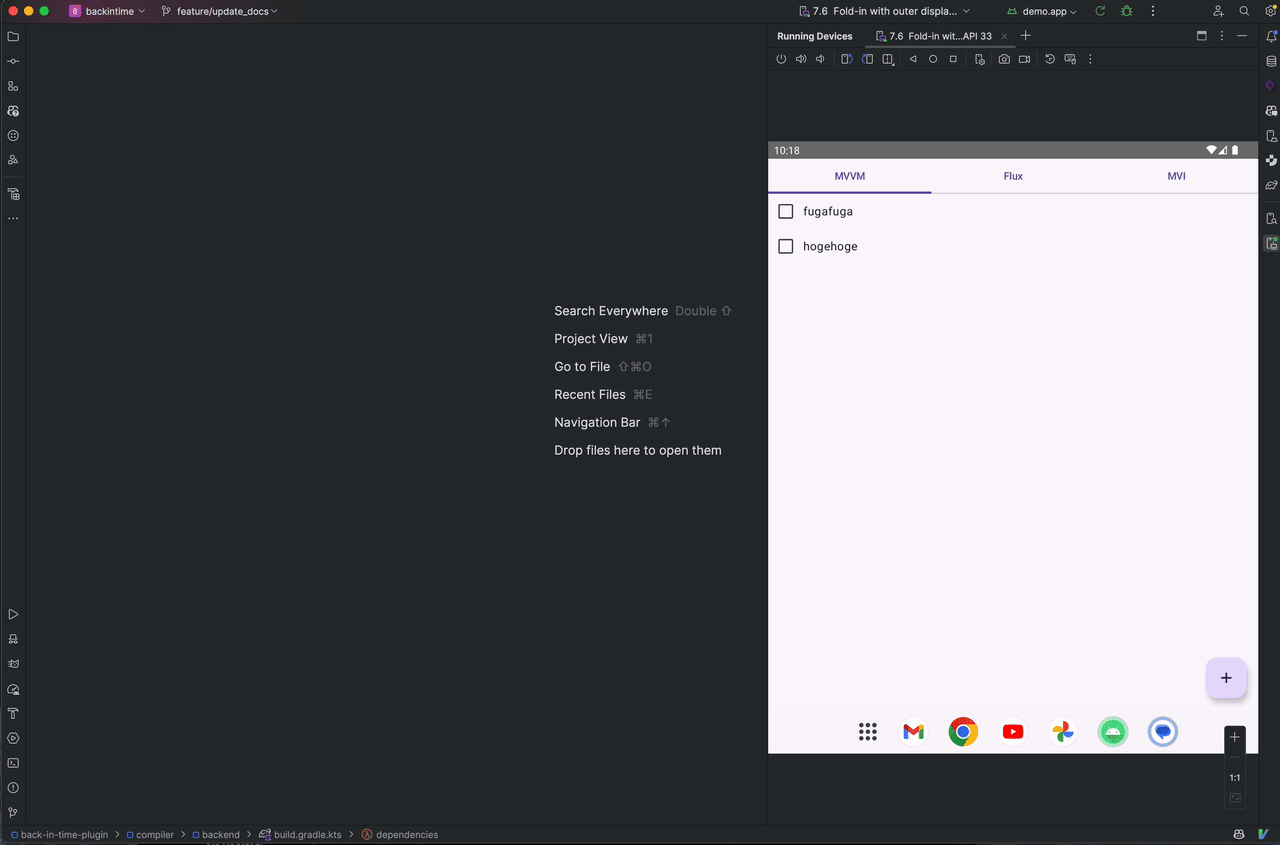 B backintime feature/update_docs 7.6 Fold-in with outer displa... demo.app
Running Devices 7.6 Fold-in wit...API 33
10:18
MVVM Flux MVI
fugafuga
hogehoge
Search Everywhere Double ⇧
Project View ⌘1
Go to File ⇧⌘O
Recent Files ⌘E
Navigation Bar ⌘↑
Drop files here to open them
1:1
back-in-time-plugin > compiler > backend > build.gradle.kts > dependencies